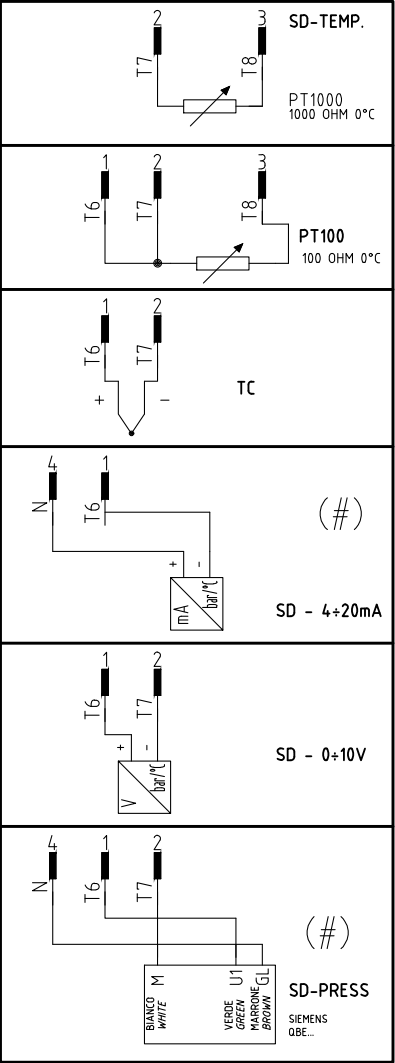 2 3 SD-TEMP.
T7 T8
PT1000
1000 OHM 0°C
1 2 3
T6 T7 T8
PT100
100 OHM 0°C
1 2
T6 T7
+ -
TC
4 1
N T6
(#)
+ -
mA bar/°C
SD - 4÷20mA
1 2
T6 T7
+ -
V bar/°C
SD - 0÷10V
4 1 2
N T6 T7
(#)
M U1 GL
BIANCO
WHITE
VERDE
GREEN
MARRONE
BROWN
SD-PRESS
SIEMENS
QBE...